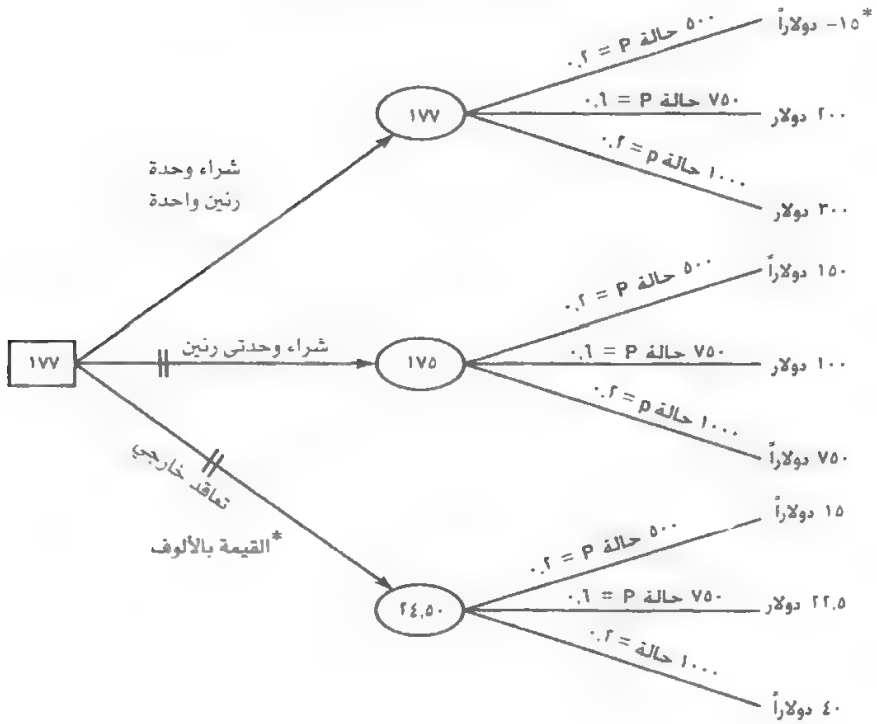 ٥٠٠ حالة P = ٠,٢
*١٥- دولاراً
١٧٧
٧٥٠ حالة P = ٠,٦
٢٠٠ دولار
١٠٠٠ حالة p = ٠,٢
٣٠٠ دولار
شراء وحدة
رنين واحدة
٥٠٠ حالة P = ٠,٢
١٥٠ دولاراً
١٧٧
شراء وحدتى رنين
١٧٥
٧٥٠ حالة P = ٠,٦
١٠٠ دولار
١٠٠٠ حالة p = ٠,٢
٧٥٠ دولاراً
تعاقد خارجي
*القيمة بالألوف
٥٠٠ حالة P = ٠,٢
١٥ دولاراً
٢٤,٥٠
٧٥٠ حالة P = ٠,٦
٢٢,٥ دولار
١٠٠٠ حالة = ٠,٢
٤٠ دولاراً